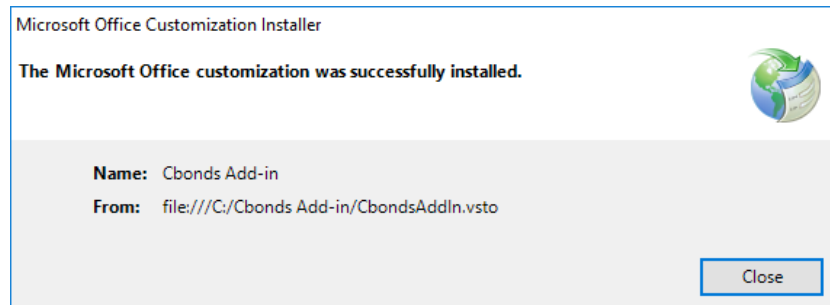 Microsoft Office Customization Installer
The Microsoft Office customization was successfully installed.
Name: Cbonds Add-in
From: file:///C:/Cbonds Add-in/CbondsAddIn.vsto
Close